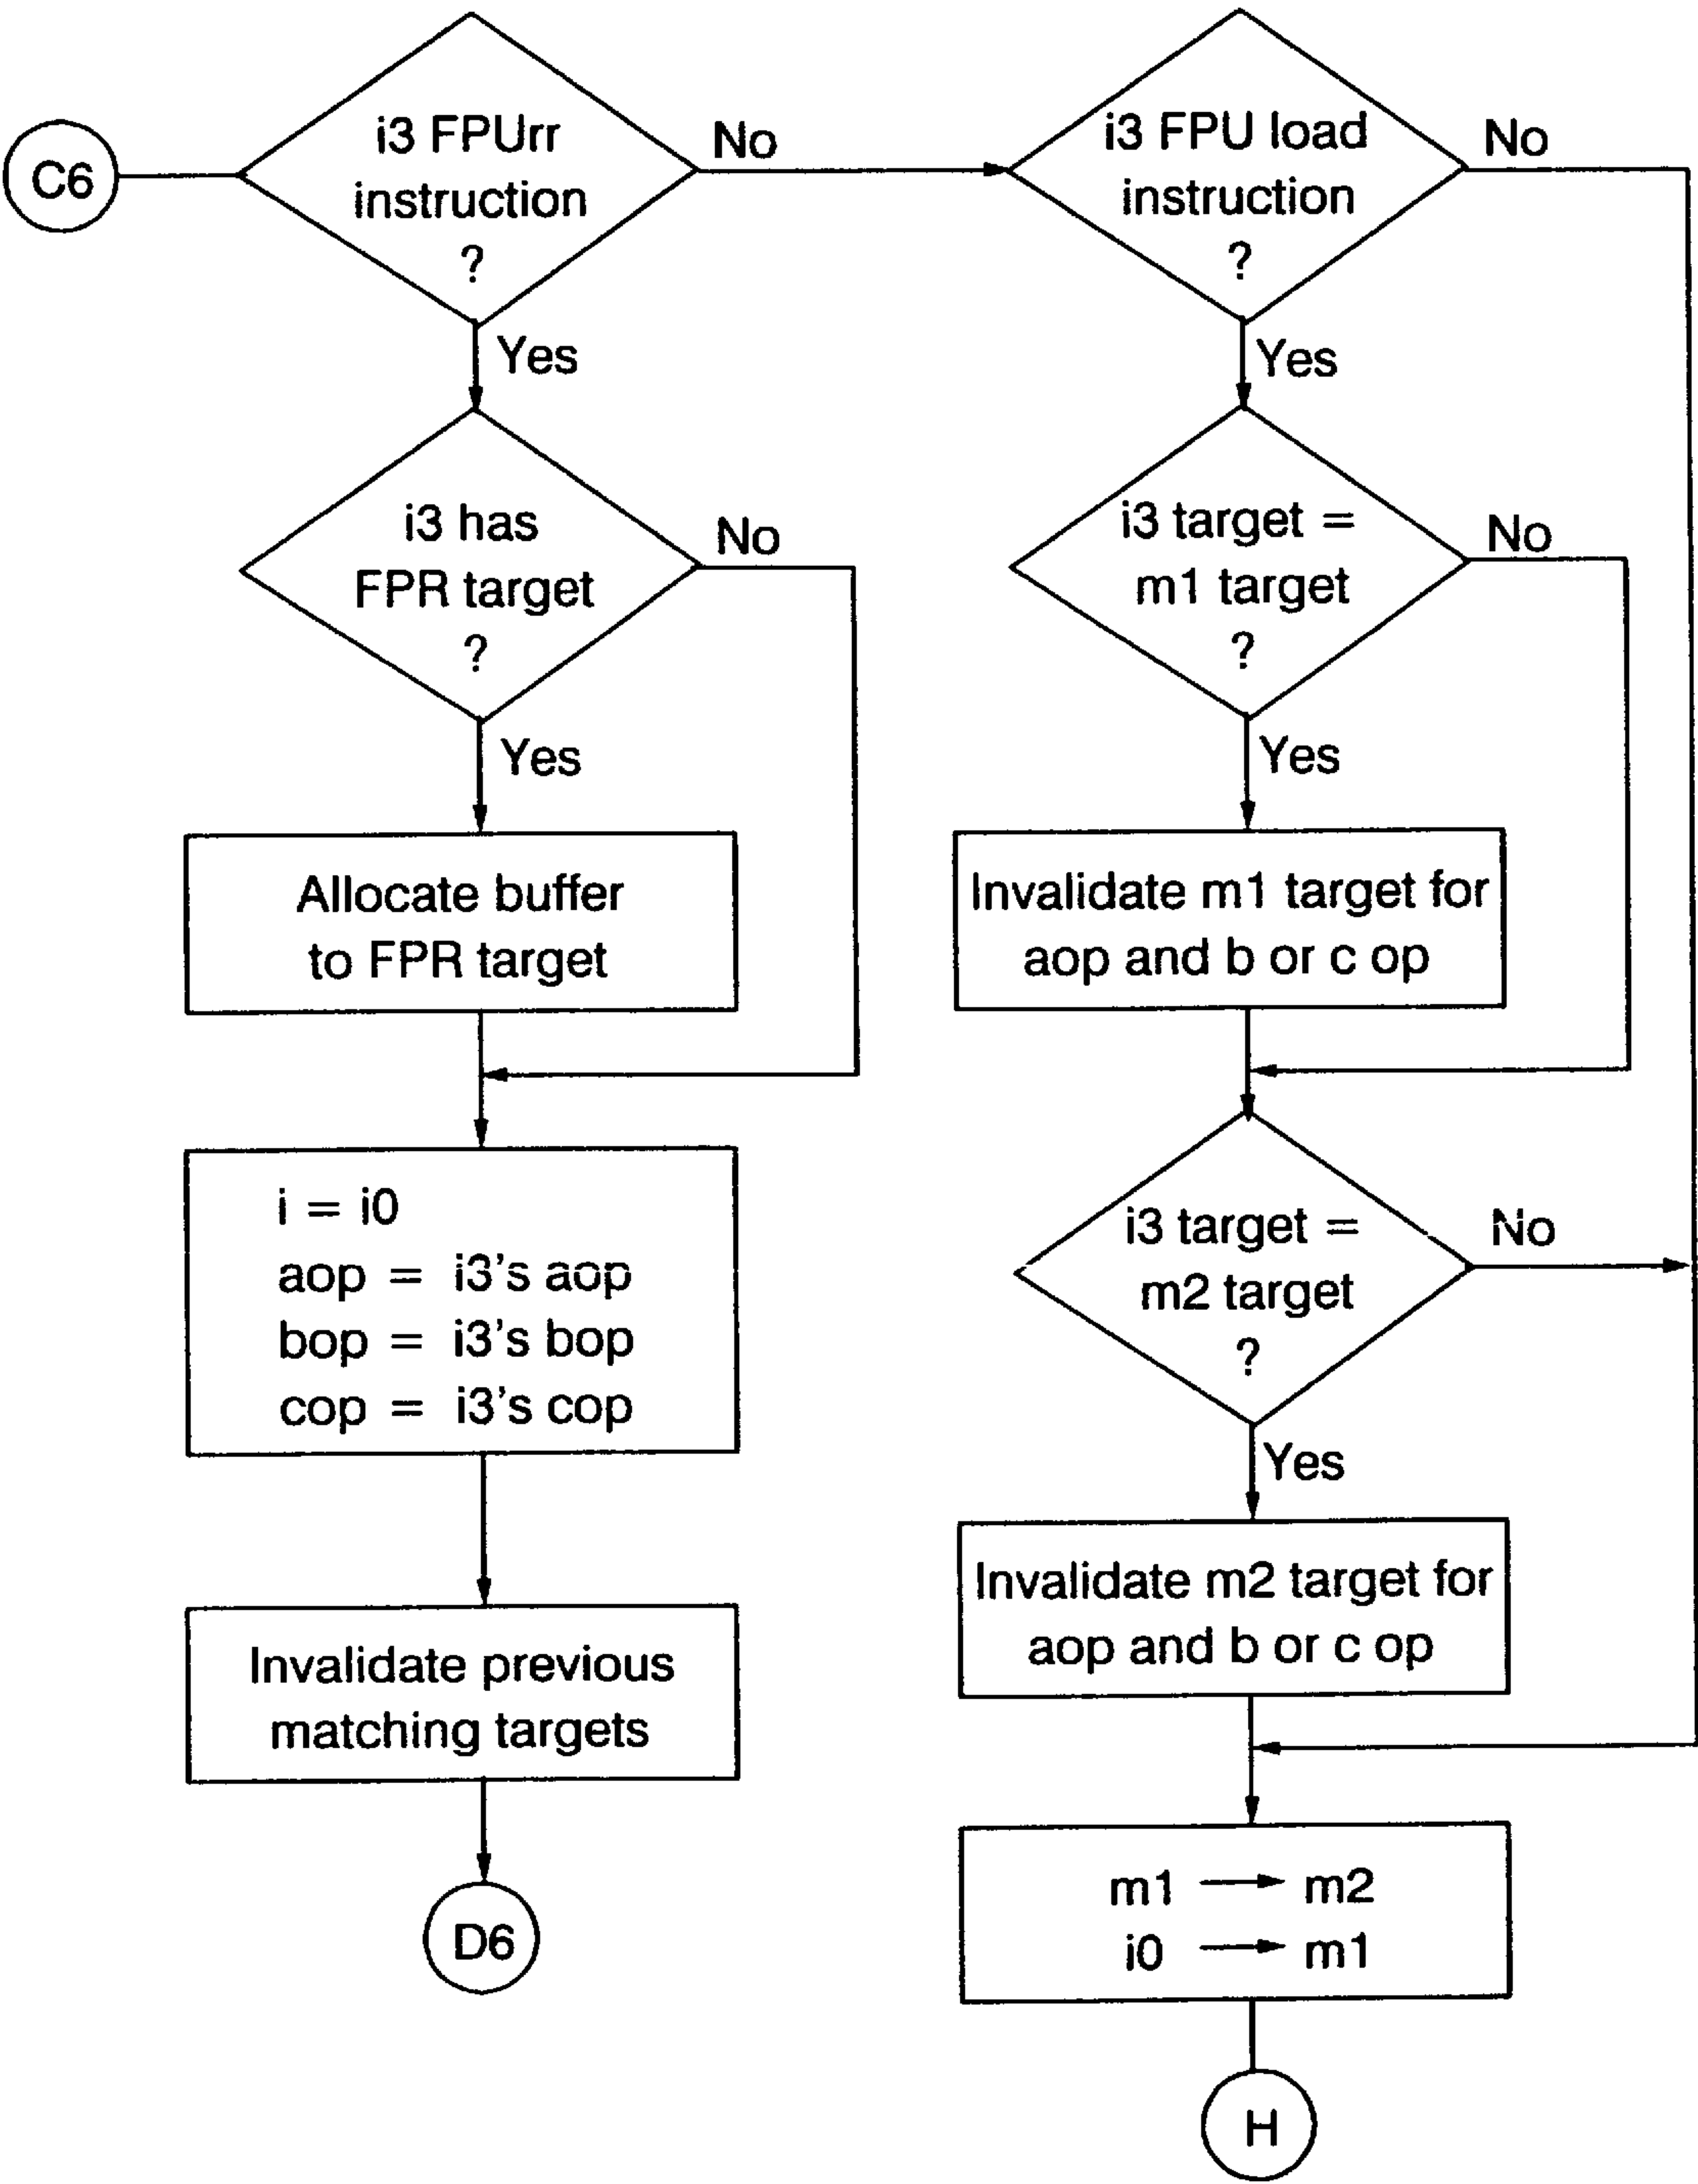 C6
i3 FPUrr
instruction
?
No
Yes
i3 has
FPR target
?
No
Yes
Allocate buffer
to FPR target
i = i0
aop = i3's aop
bop = i3's bop
cop = i3's cop
Invalidate previous
matching targets
D6
i3 FPU load
instruction
?
No
Yes
i3 target =
m1 target
?
No
Yes
Invalidate m1 target for
aop and b or c op
i3 target =
m2 target
?
No
Yes
Invalidate m2 target for
aop and b or c op
m1 → m2
i0 → m1
H